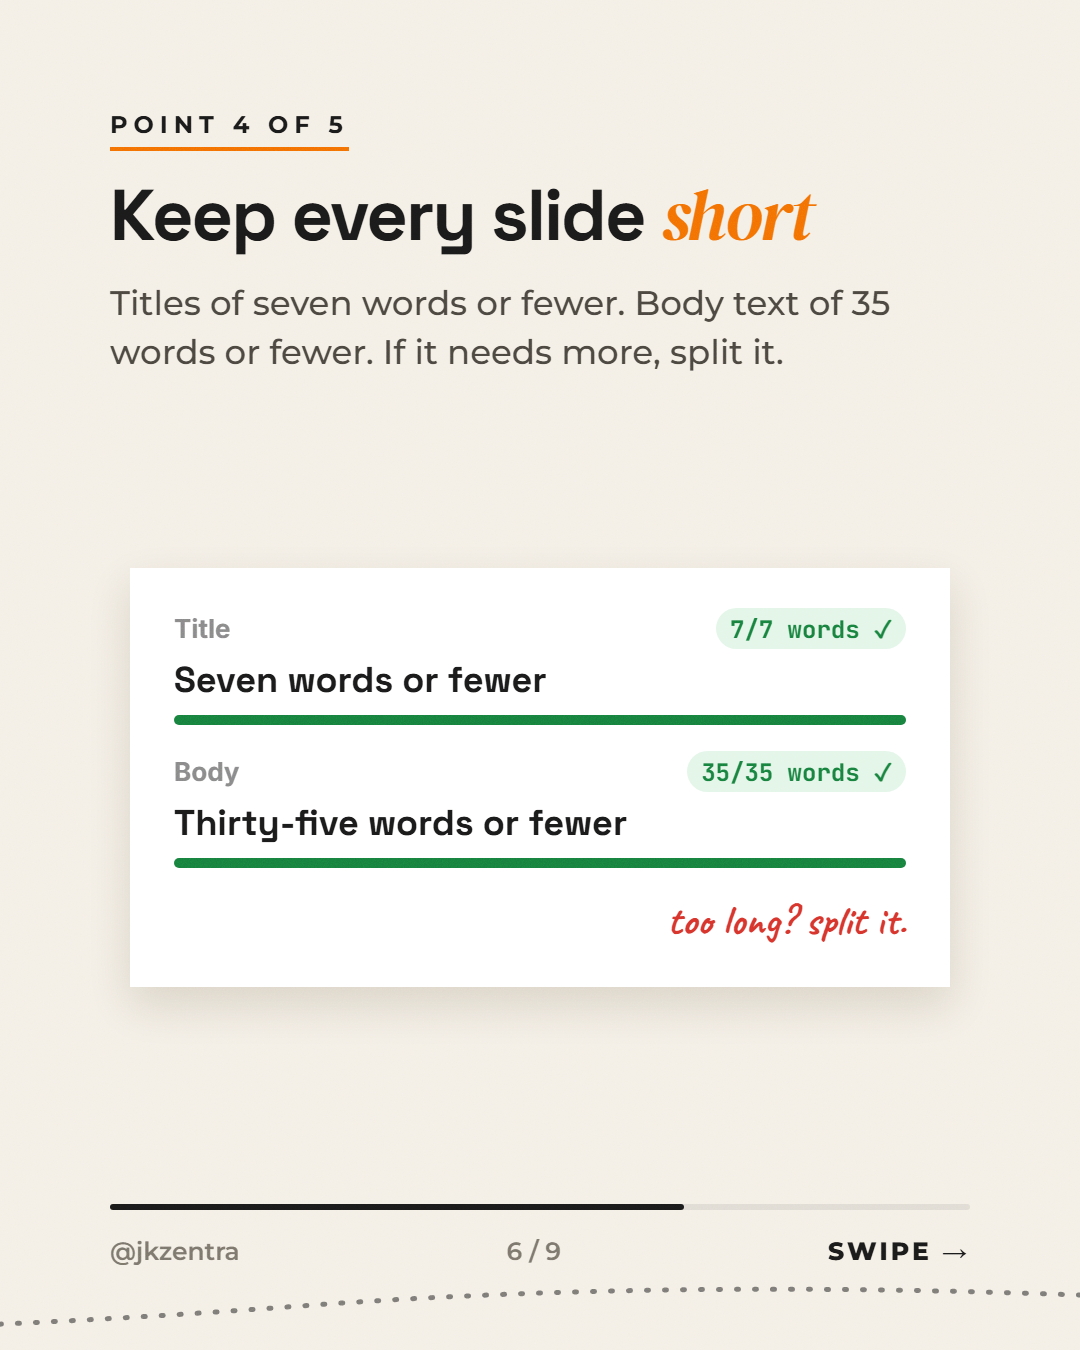 POINT 4 OF 5
Keep every slide short
Titles of seven words or fewer. Body text of 35
words or fewer. If it needs more, split it.
Title
7/7 words ✓
Seven words or fewer
Body
35/35 words ✓
Thirty-five words or fewer
too long? split it.
@jkzentra
6 / 9
SWIPE →